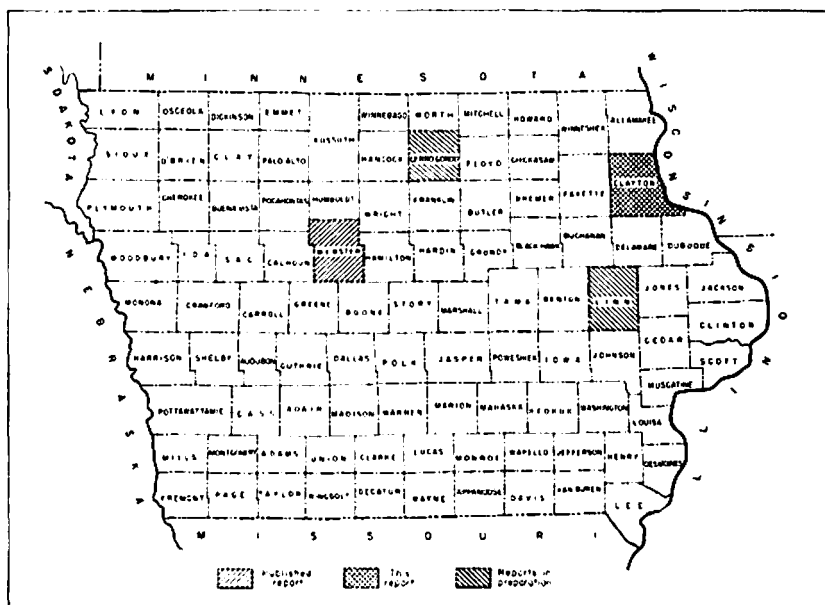 M I N N E S O T A
S DAKOTA
WISCONSIN
LYON OSCEOLA DICKINSON EMMET WINNEBAGO WORTH MITCHELL HOWARD WINNESHIEK ALLAMAKEE
KOSSUTH
SIOUX O'BRIEN CLAY PALO ALTO HANCOCK CERRO GORDO FLOYD CHICKASAW
CLAYTON
PLYMOUTH CHEROKEE BUENA VISTA POCAHONTAS HUMBOLDT WRIGHT FRANKLIN BUTLER BREMER FAYETTE
WOODBURY IDA SAC CALHOUN WEBSTER HAMILTON HARDIN GRUNDY BLACK HAWK BUCHANAN DELAWARE DUBUQUE
MONONA CRAWFORD CARROLL GREENE BOONE STORY MARSHALL TAMA BENTON LINN JONES JACKSON
CLINTON
CEDAR
HARRISON SHELBY AUDUBON GUTHRIE DALLAS POLK JASPER POWESHIEK IOWA JOHNSON SCOTT
MUSCATINE
POTTAWATTAMIE CASS ADAIR MADISON WARREN MARION MAHASKA KEOKUK WASHINGTON
LOUISA
MILLS MONTGOMERY ADAMS UNION CLARKE LUCAS MONROE WAPELLO JEFFERSON HENRY DES MOINES
FREMONT PAGE TAYLOR RINGGOLD DECATUR WAYNE APPANOOSE DAVIS VAN BUREN LEE
NEBRASKA
M I S S O U R I
Published report
This report
Reports in preparation